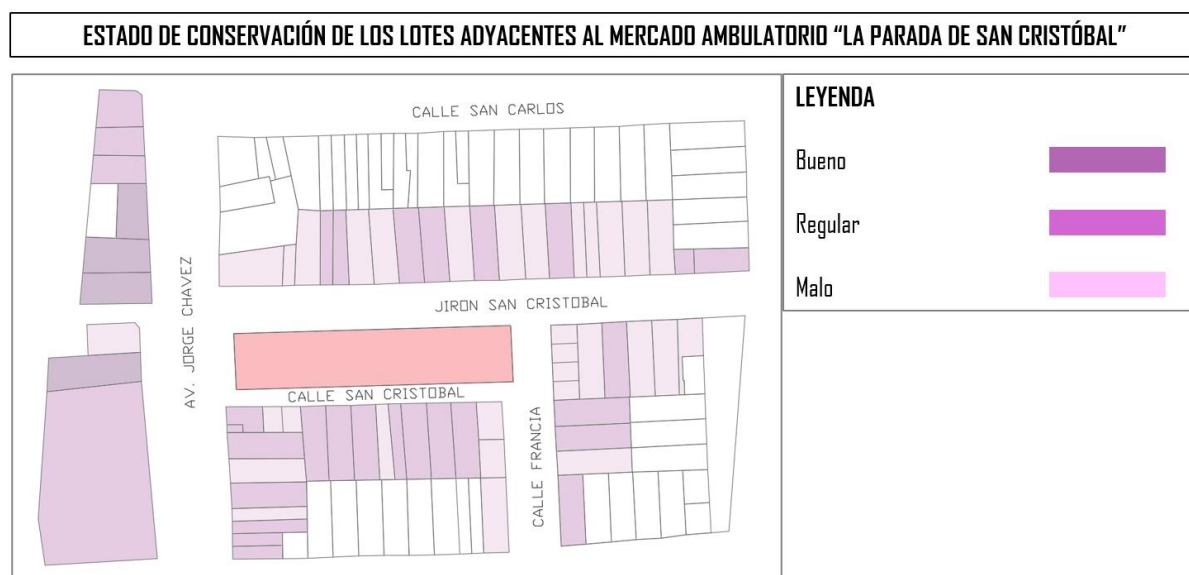 ESTADO DE CONSERVACIÓN DE LOS LOTES ADYACENTES AL MERCADO AMBULATORIO “LA PARADA DE SAN CRISTÓBAL”
CALLE SAN CARLOS
AV. JORGE CHAVEZ
JIRON SAN CRISTOBAL
CALLE SAN CRISTOBAL
CALLE FRANCIA
LEYENDA
Bueno
Regular
Malo